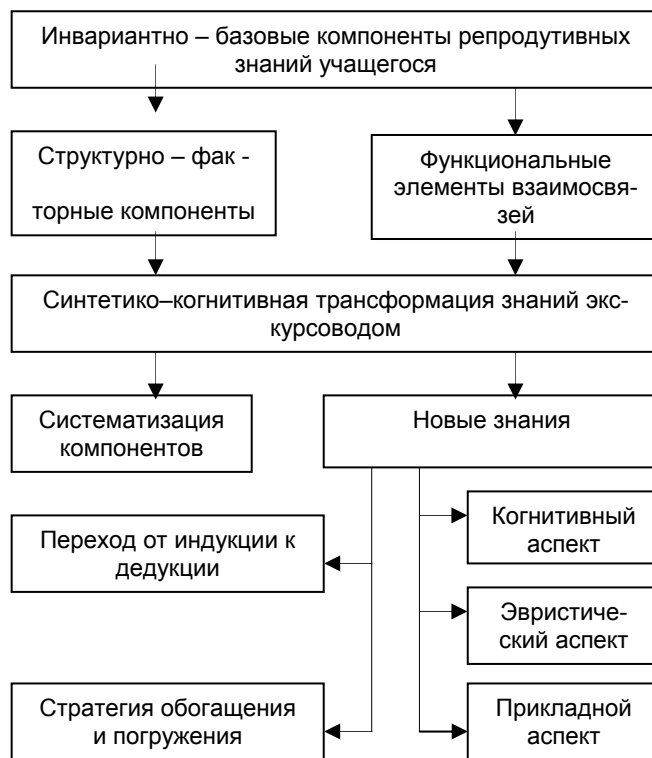 Инвариантно – базовые компоненты репродутивных
знаний учащегося
Структурно – фак -
торные компоненты
Функциональные
элементы взаимосвя-
зей
Синтетико–когнитивная трансформация знаний экс-
курсоводом
Систематизация
компонентов
Новые знания
Когнитивный
аспект
Переход от индукции к
дедукции
Эвристиче-
ский аспект
Стратегия обогащения
и погружения
Прикладной
аспект